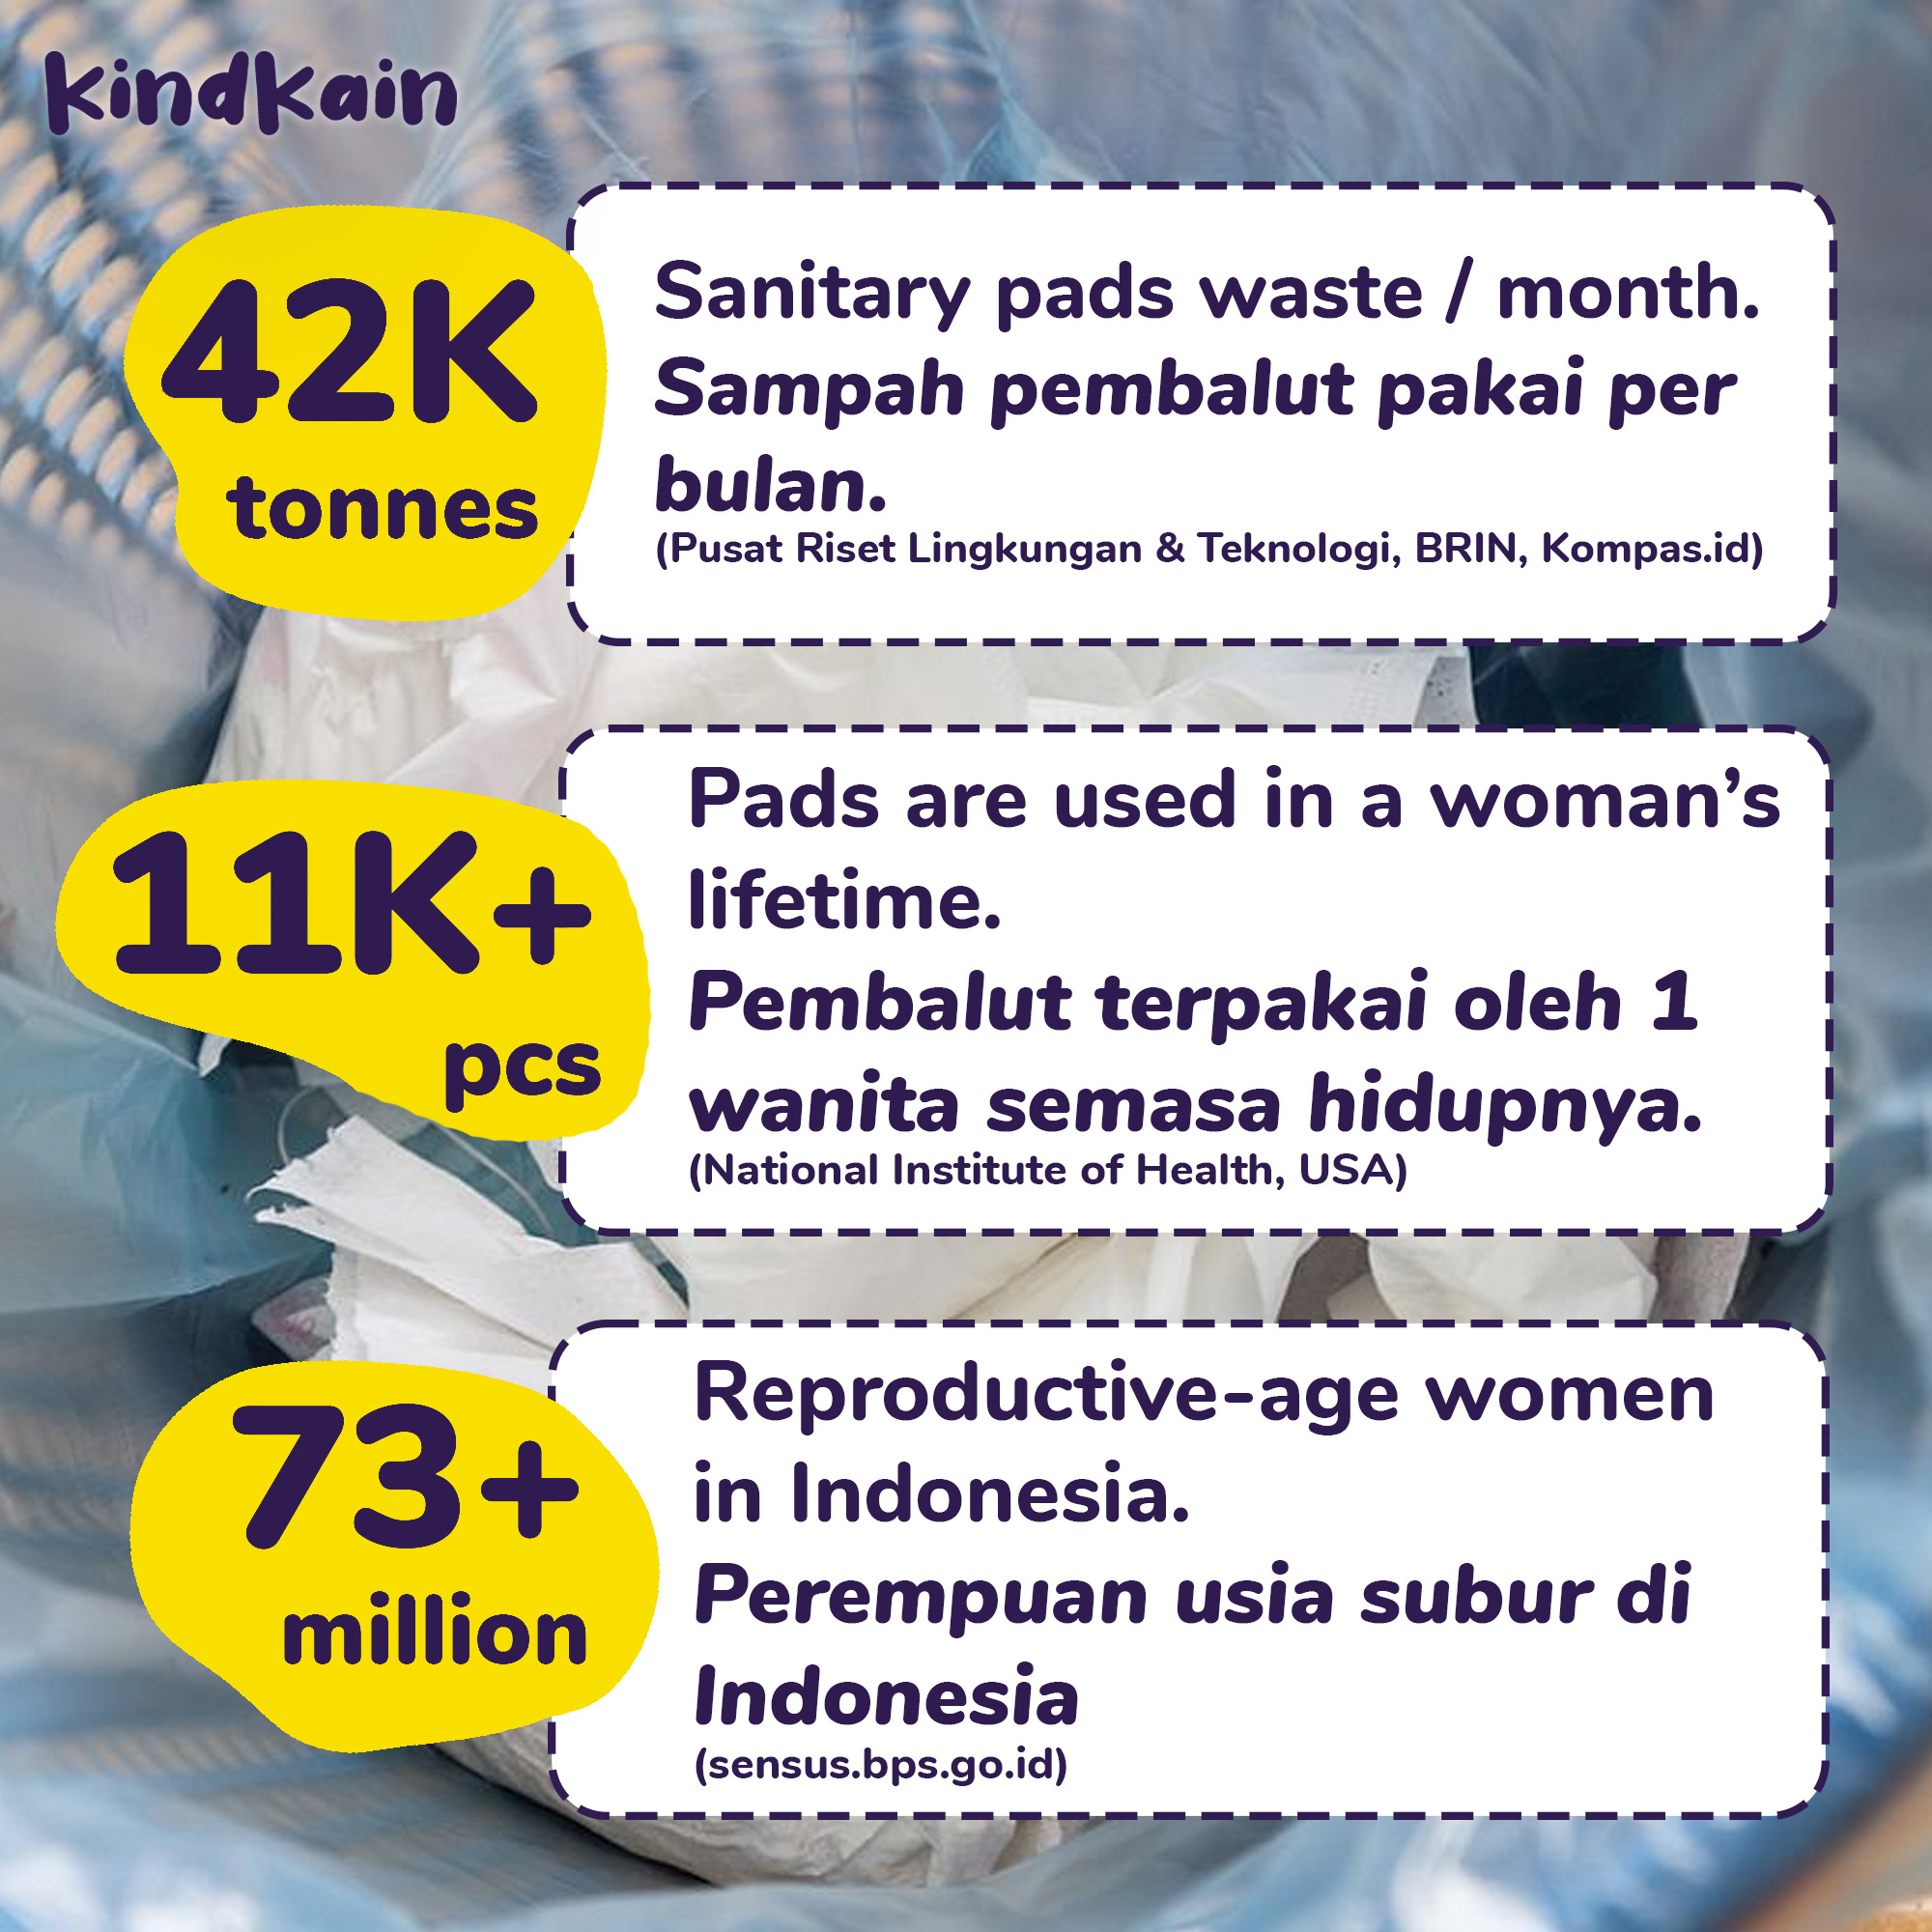 kindkain
42K
tonnes
Sanitary pads waste / month.
Sampah pembalut pakai per
bulan.
(Pusat Riset Lingkungan & Teknologi, BRIN, Kompas.id)
11K+
pcs
Pads are used in a woman’s
lifetime.
Pembalut terpakai oleh 1
wanita semasa hidupnya.
(National Institute of Health, USA)
73+
million
Reproductive-age women
in Indonesia.
Perempuan usia subur di
Indonesia
(sensus.bps.go.id)